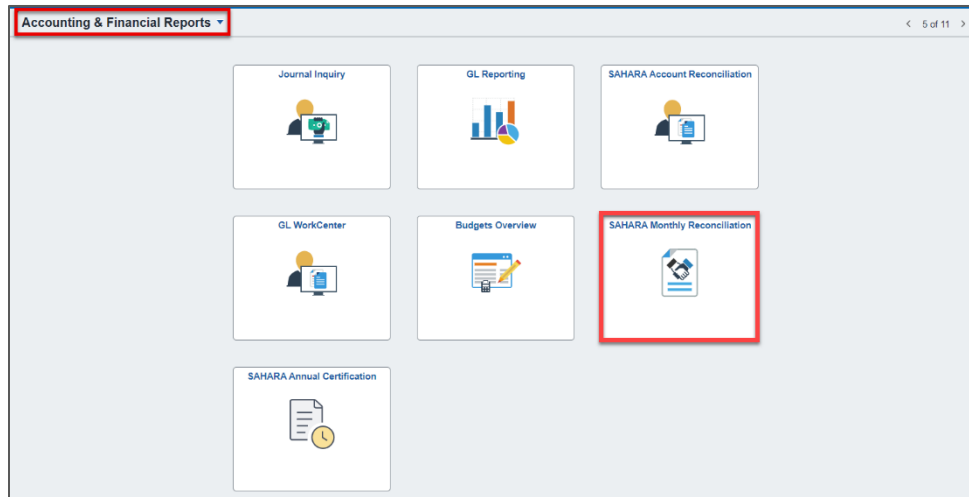 Accounting & Financial Reports
5 of 11
Journal Inquiry
GL Reporting
SAHARA Account Reconciliation
GL WorkCenter
Budgets Overview
SAHARA Monthly Reconciliation
SAHARA Annual Certification